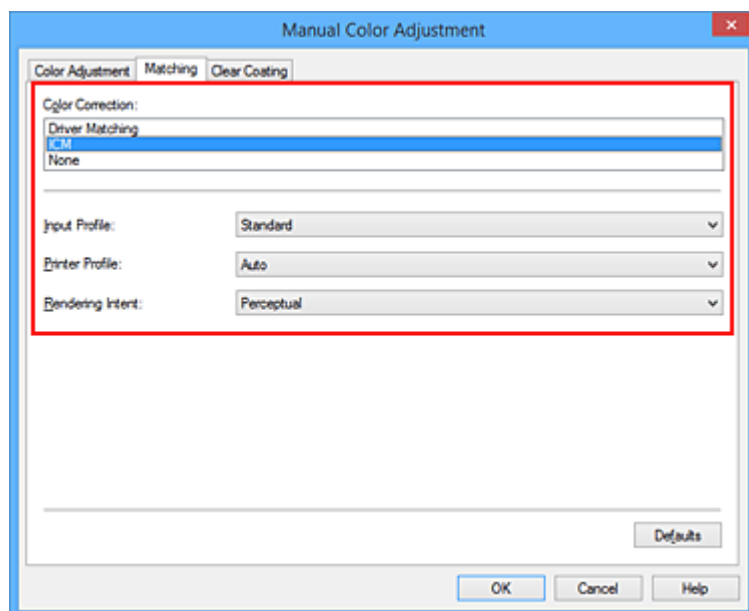 Manual Color Adjustment
Color Adjustment Matching Clear Coating
Color Correction:
Driver Matching
ICM
None
Input Profile: Standard
Printer Profile: Auto
Rendering Intent: Perceptual
Defaults
OK Cancel Help